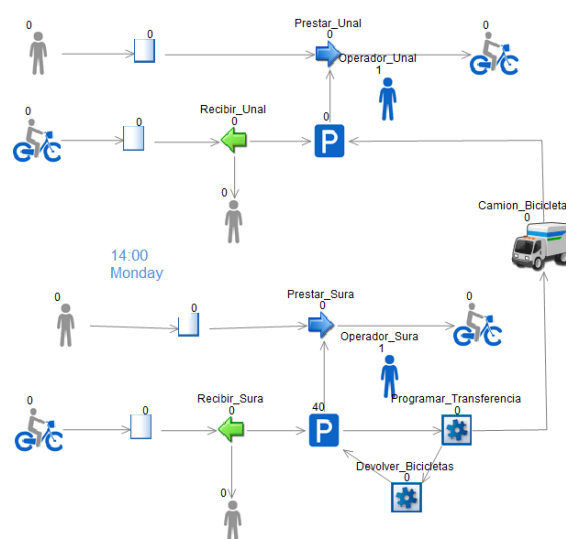 Prestar_Unal
0
0
0
0
Operador_Unal
1
Recibir_Unal
0
0
0
0
P
0
Camion_Bicicleta
0
14:00
Monday
Prestar_Sura
0
0
0
0
Operador_Sura
1
Recibir_Sura
0
0
0
40
P
Programar_Transferencia
0
Devolver_Bicicletas
0
0